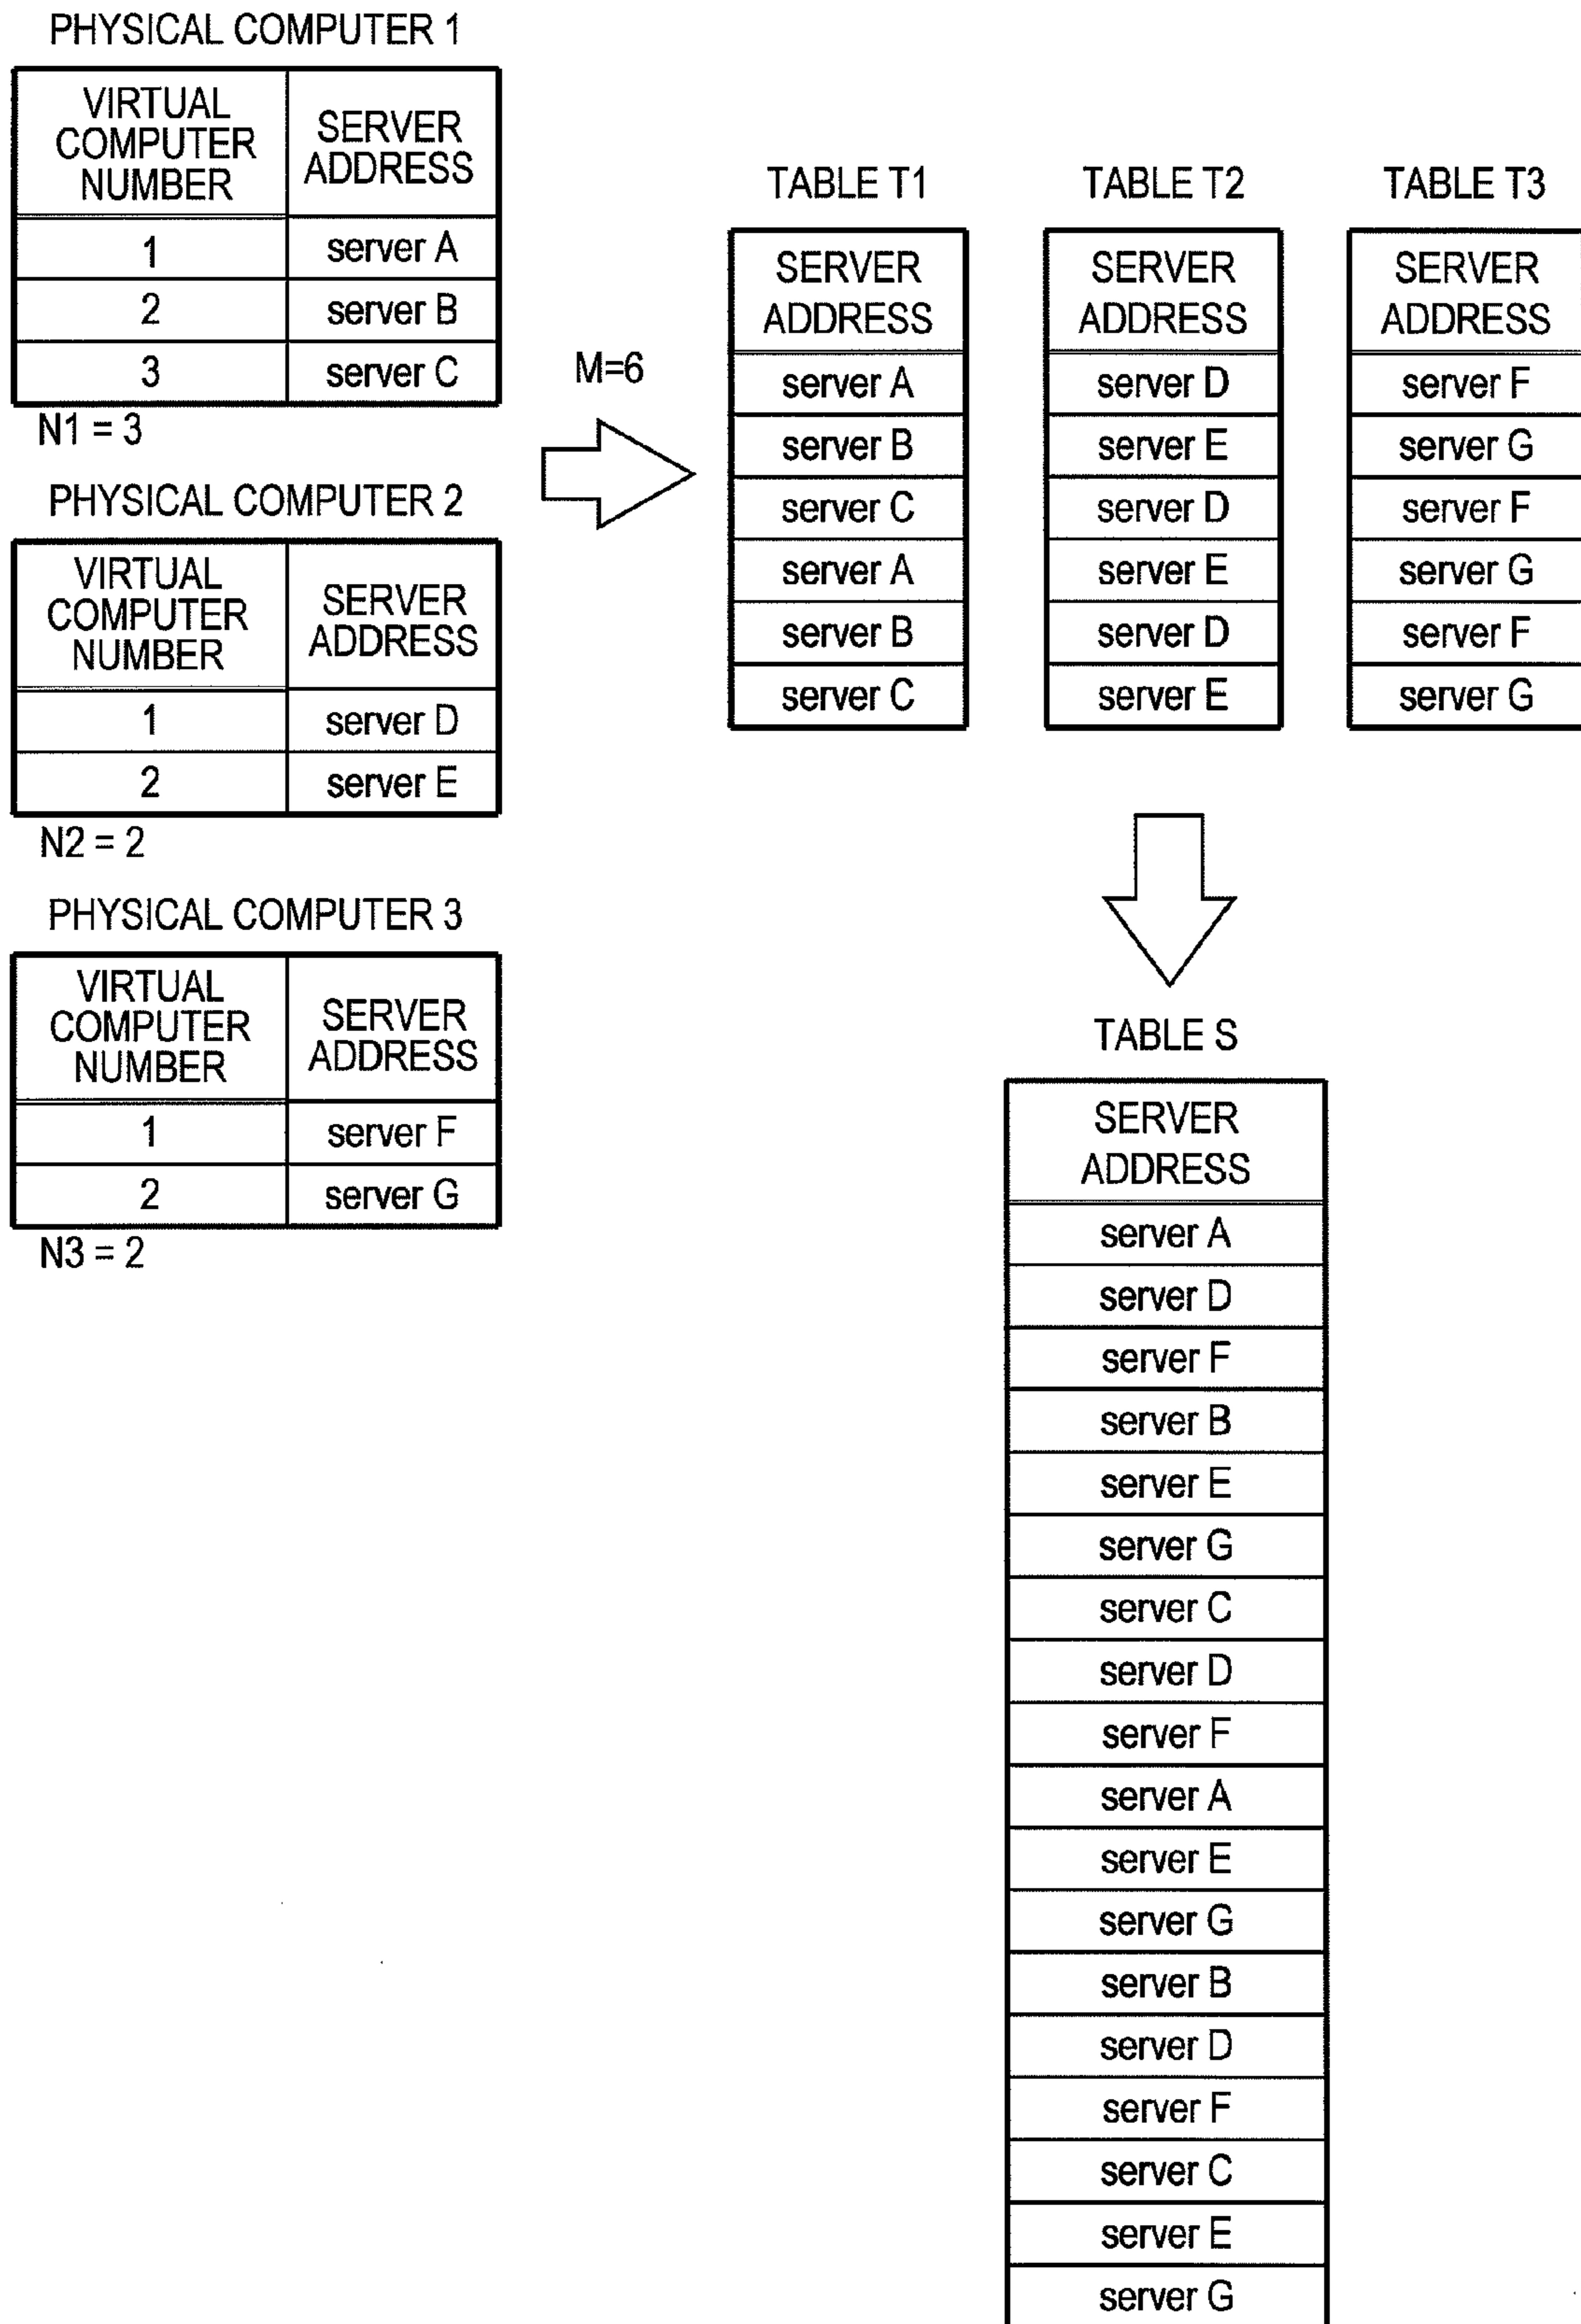 PHYSICAL COMPUTER 1
VIRTUAL
COMPUTER
NUMBER
SERVER
ADDRESS
1 server A
2 server B
3 server C
N1 = 3
PHYSICAL COMPUTER 2
VIRTUAL
COMPUTER
NUMBER
SERVER
ADDRESS
1 server D
2 server E
N2 = 2
PHYSICAL COMPUTER 3
VIRTUAL
COMPUTER
NUMBER
SERVER
ADDRESS
1 server F
2 server G
N3 = 2
M=6
TABLE T1
SERVER
ADDRESS
server A
server B
server C
server A
server B
server C
TABLE T2
SERVER
ADDRESS
server D
server E
server D
server E
server D
server E
TABLE T3
SERVER
ADDRESS
server F
server G
server F
server G
server F
server G
TABLE S
SERVER
ADDRESS
server A
server D
server F
server B
server E
server G
server C
server D
server F
server A
server E
server G
server B
server D
server F
server C
server E
server G